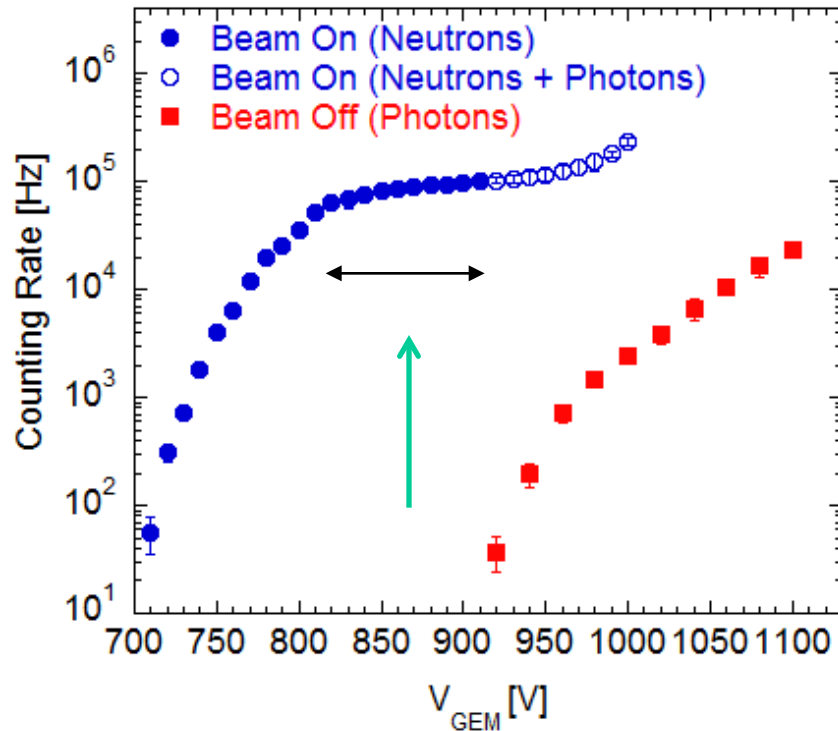 Beam On (Neutrons)
Beam On (Neutrons + Photons)
Beam Off (Photons)
Counting Rate [Hz]
10^6
10^5
10^4
10^3
10^2
10^1
700 750 800 850 900 950 1000 1050 1100
V_GEM [V]